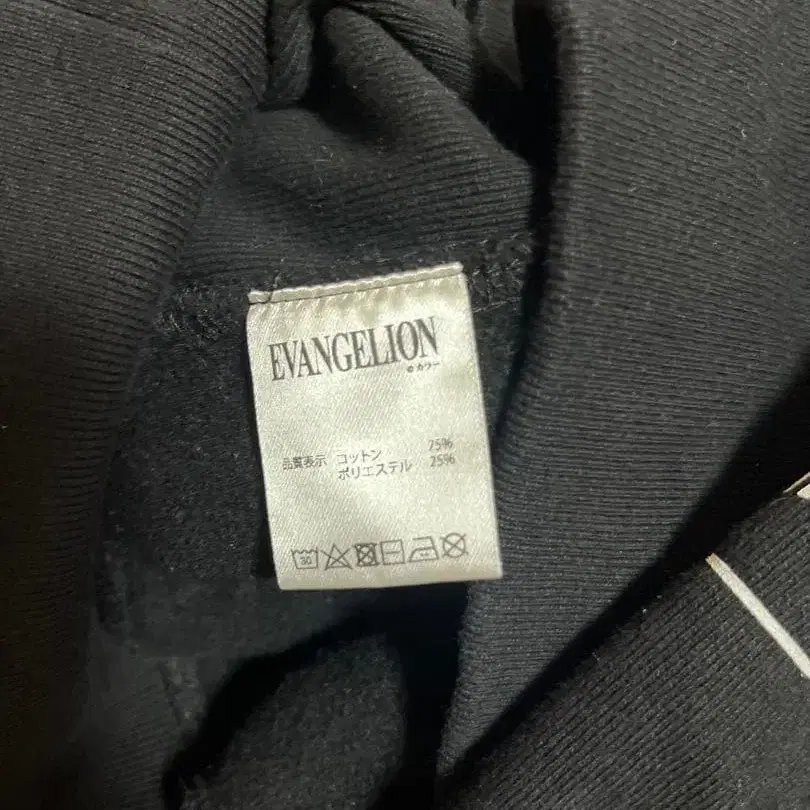 EVANGELION
©カラー
品質表示 コットン 75%
ポリエステル 25%
30